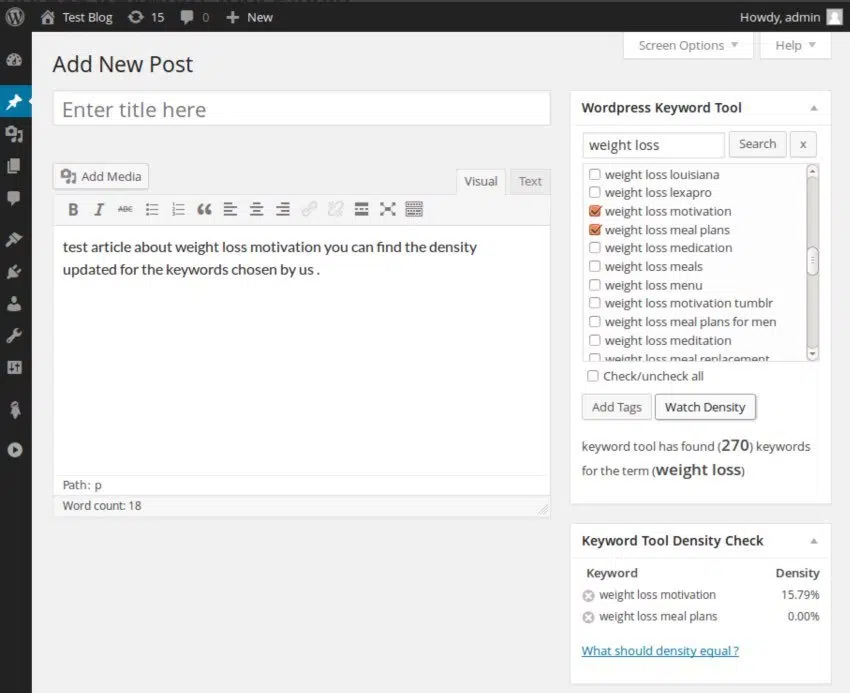 Test Blog 15 0 New Howdy, admin
Screen Options Help
Add New Post
Enter title here
Add Media
Visual Text
B I ABC
test article about weight loss motivation you can find the density
updated for the keywords chosen by us .
Path: p
Word count: 18
Wordpress Keyword Tool
weight loss Search x
weight loss louisiana
weight loss lexapro
weight loss motivation
weight loss meal plans
weight loss medication
weight loss meals
weight loss menu
weight loss motivation tumblr
weight loss meal plans for men
weight loss meditation
weight loss meal replacement
Check/uncheck all
Add Tags Watch Density
keyword tool has found (270) keywords
for the term (weight loss)
Keyword Tool Density Check
Keyword Density
weight loss motivation 15.79%
weight loss meal plans 0.00%
What should density equal ?